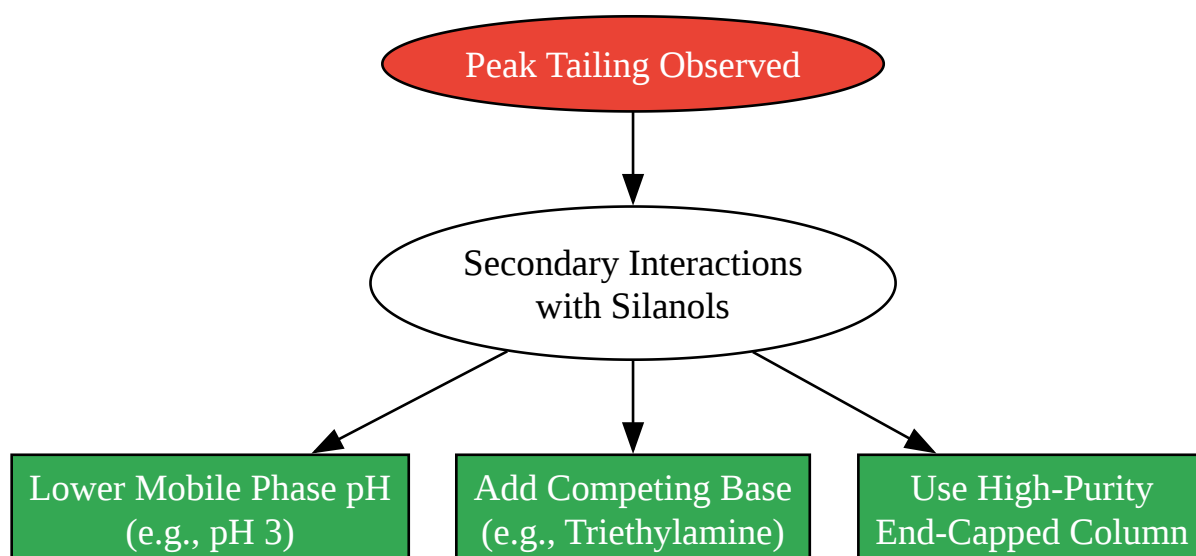 Peak Tailing Observed
Secondary Interactions
with Silanols
Lower Mobile Phase pH
(e.g., pH 3)
Add Competing Base
(e.g., Triethylamine)
Use High-Purity
End-Capped Column